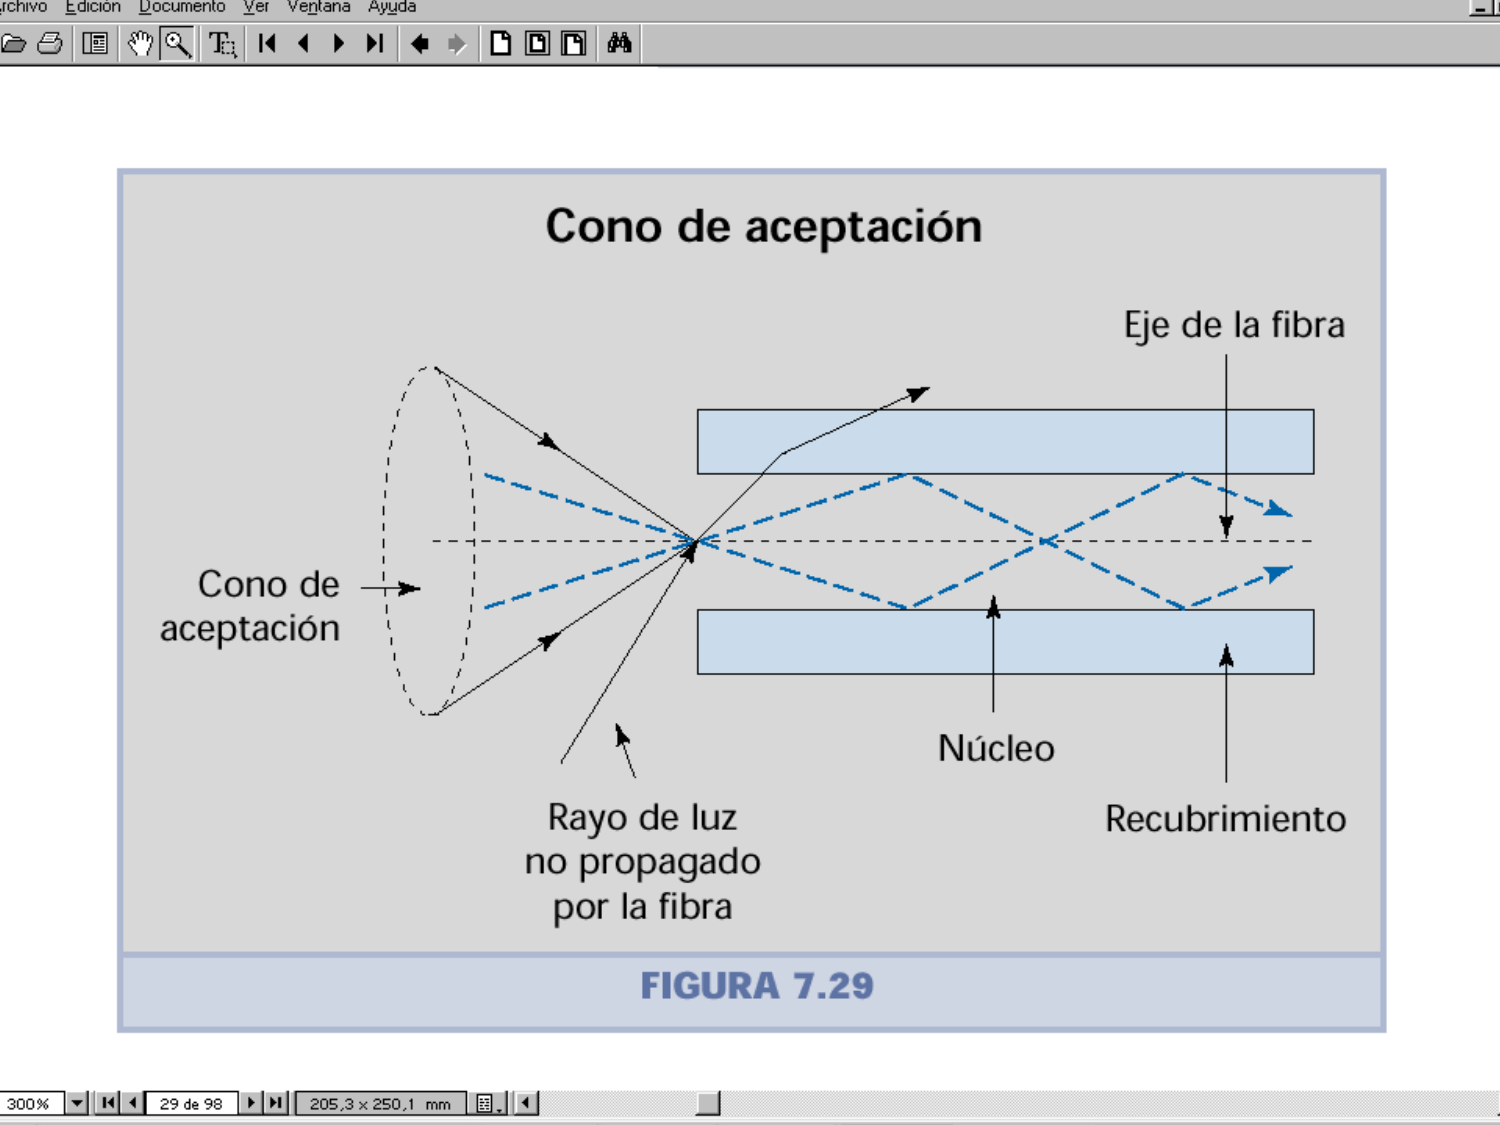 Archivo Edición Documento Ver Ventana Ayuda
Cono de aceptación
Eje de la fibra
Cono de
aceptación
Núcleo
Rayo de luz
no propagado
por la fibra
Recubrimiento
FIGURA 7.29
300% 29 de 98 205,3 x 250,1 mm